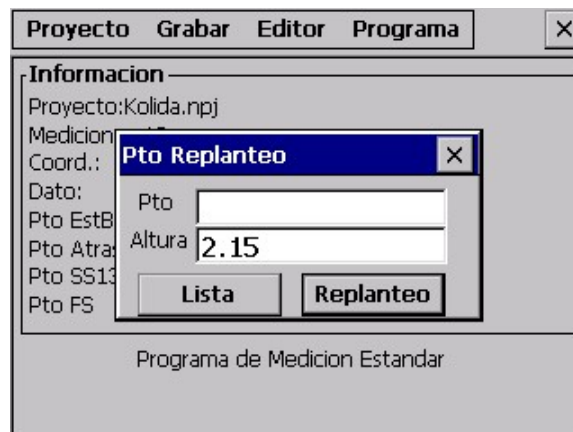 Proyecto Grabar Editor Programa
Informacion
Proyecto:Kolida.npj
Medicion
Coord.:
Dato:
Pto EstB
Pto Atras
Pto SS13
Pto FS
Pto Replanteo
Pto
Altura 2.15
Lista Replanteo
Programa de Medicion Estandar